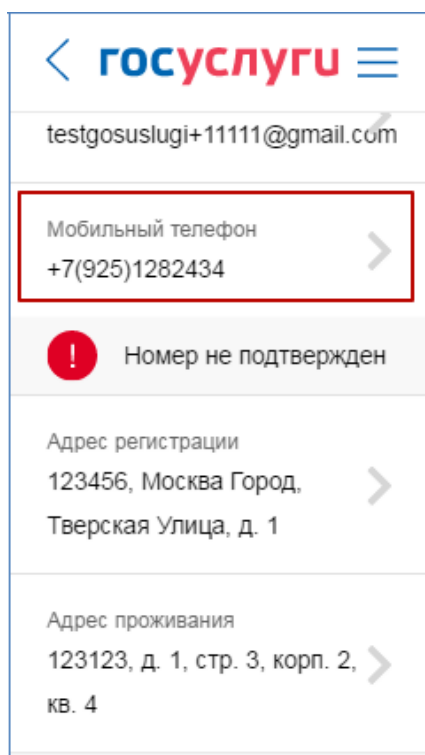 госуслуги
testgosuslugi+11111@gmail.com
Мобильный телефон
+7(925)1282434
! Номер не подтвержден
Адрес регистрации
123456, Москва Город,
Тверская Улица, д. 1
Адрес проживания
123123, д. 1, стр. 3, корп. 2,
кв. 4